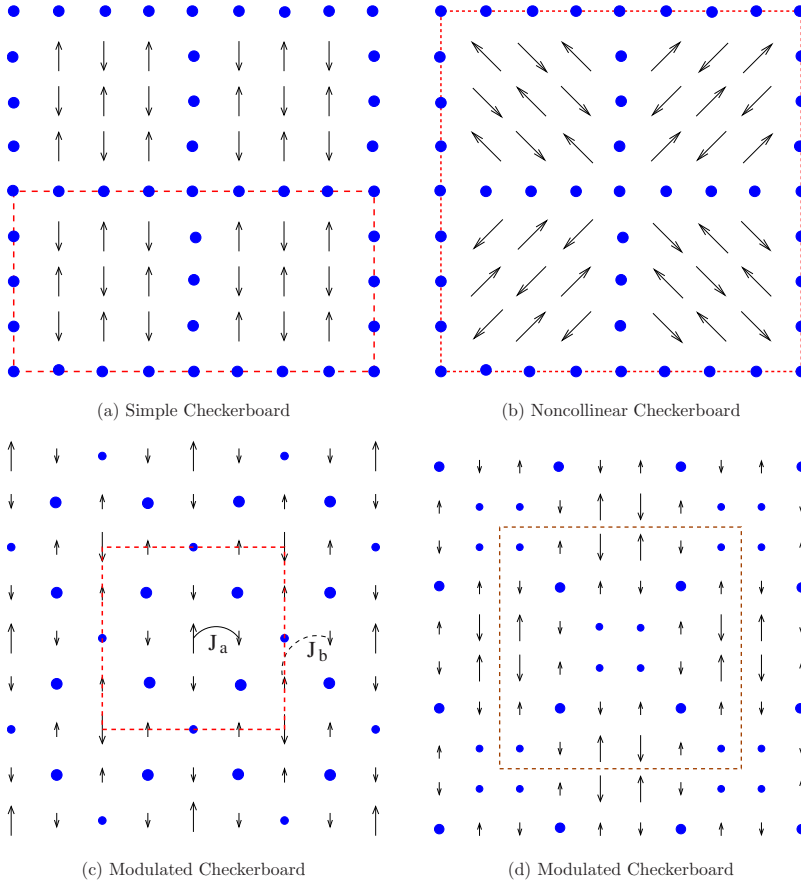 (a) Simple Checkerboard
(b) Noncollinear Checkerboard
J_a
J_b
(c) Modulated Checkerboard
(d) Modulated Checkerboard